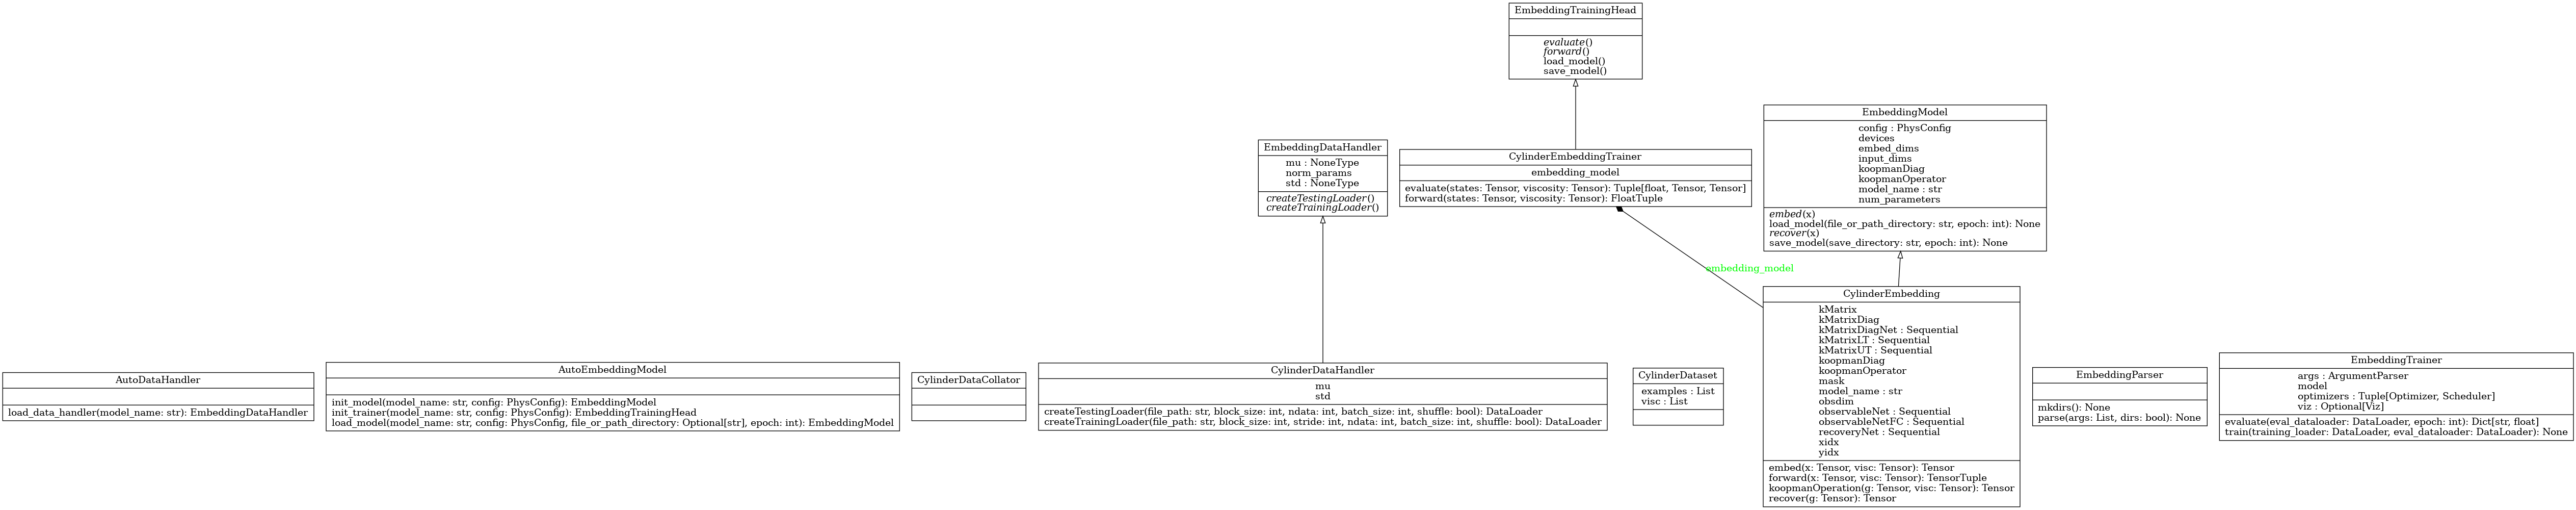 EmbeddingTrainingHead
evaluate()
forward()
load_model()
save_model()
EmbeddingDataHandler
mu : NoneType
norm_params
std : NoneType
createTestingLoader()
createTrainingLoader()
CylinderEmbeddingTrainer
embedding_model
evaluate(states: Tensor, viscosity: Tensor): Tuple[float, Tensor, Tensor]
forward(states: Tensor, viscosity: Tensor): FloatTuple
EmbeddingModel
config : PhysConfig
devices
embed_dims
input_dims
koopmanDiag
koopmanOperator
model_name : str
num_parameters
embed(x)
load_model(file_or_path_directory: str, epoch: int): None
recover(x)
save_model(save_directory: str, epoch: int): None
embedding_model
AutoDataHandler
load_data_handler(model_name: str): EmbeddingDataHandler
AutoEmbeddingModel
init_model(model_name: str, config: PhysConfig): EmbeddingModel
init_trainer(model_name: str, config: PhysConfig): EmbeddingTrainingHead
load_model(model_name: str, config: PhysConfig, file_or_path_directory: Optional[str], epoch: int): EmbeddingModel
CylinderDataCollator
CylinderDataHandler
mu
std
createTestingLoader(file_path: str, block_size: int, ndata: int, batch_size: int, shuffle: bool): DataLoader
createTrainingLoader(file_path: str, block_size: int, stride: int, ndata: int, batch_size: int, shuffle: bool): DataLoader
CylinderDataset
examples : List
visc : List
CylinderEmbedding
kMatrix
kMatrixDiag
kMatrixDiagNet : Sequential
kMatrixLT : Sequential
kMatrixUT : Sequential
koopmanDiag
koopmanOperator
mask
model_name : str
obsdim
observableNet : Sequential
observableNetFC : Sequential
recoveryNet : Sequential
xidx
yidx
embed(x: Tensor, visc: Tensor): Tensor
forward(x: Tensor, visc: Tensor): TensorTuple
koopmanOperation(g: Tensor, visc: Tensor): Tensor
recover(g: Tensor): Tensor
EmbeddingParser
mkdirs(): None
parse(args: List, dirs: bool): None
EmbeddingTrainer
args : ArgumentParser
model
optimizers : Tuple[Optimizer, Scheduler]
viz : Optional[Viz]
evaluate(eval_dataloader: DataLoader, epoch: int): Dict[str, float]
train(training_loader: DataLoader, eval_dataloader: DataLoader): None